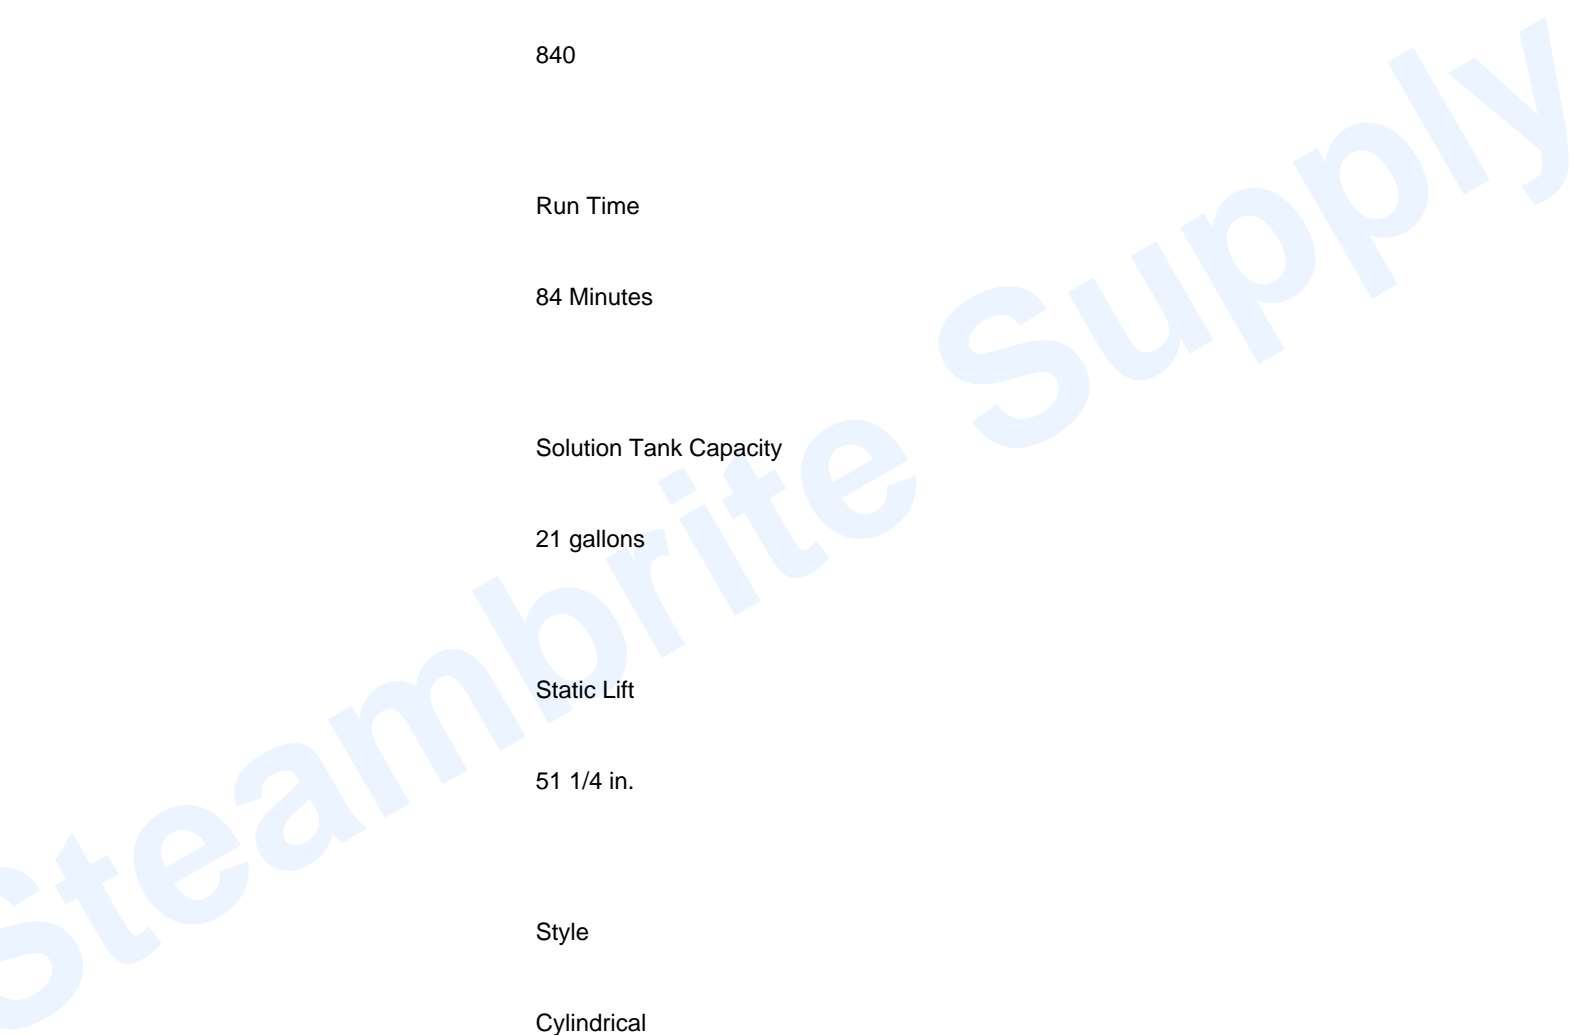 840
Run Time
84 Minutes
Solution Tank Capacity
21 gallons
Static Lift
51 1/4 in.
Style
Cylindrical
Steambrite Supply